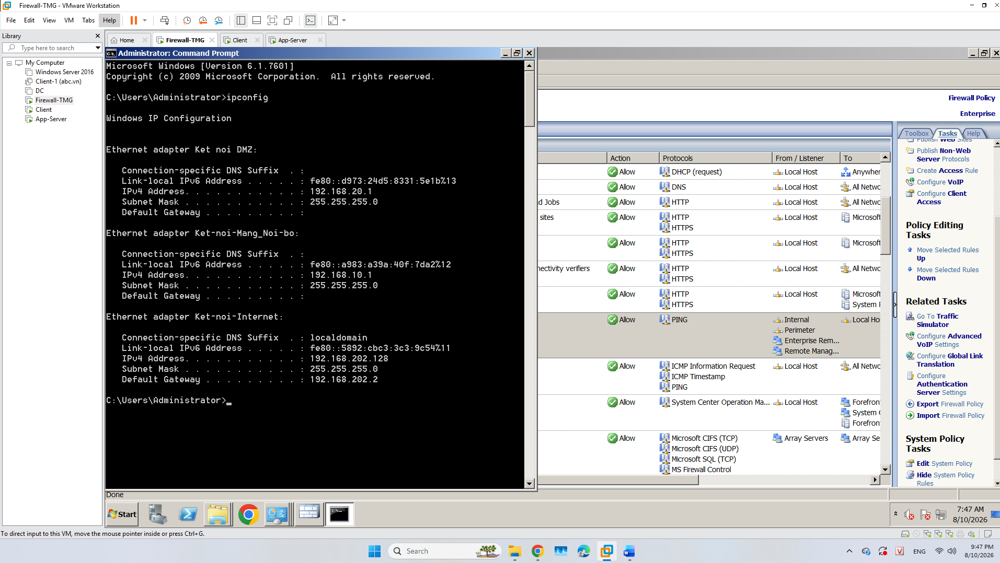 Firewall-TMG - VMware Workstation
File Edit View VM Tabs Help
Library
Type here to search
My Computer
Windows Server 2016
Client-1 (abc.vn)
DC
Firewall-TMG
Client
App-Server
Home Firewall-TMG Client App-Server
Administrator: Command Prompt
Microsoft Windows [Version 6.1.7601]
Copyright (c) 2009 Microsoft Corporation.  All rights reserved.
C:\Users\Administrator>ipconfig
Windows IP Configuration
Ethernet adapter Ket noi DMZ:
Connection-specific DNS Suffix  . :
Link-local IPv6 Address . . . . . : fe80::d973:24d5:8331:5e1b%13
IPv4 Address. . . . . . . . . . . : 192.168.20.1
Subnet Mask . . . . . . . . . . . : 255.255.255.0
Default Gateway . . . . . . . . . :
Ethernet adapter Ket-noi-Mang_Noi-bo:
Connection-specific DNS Suffix  . :
Link-local IPv6 Address . . . . . : fe80::a983:a39a:40f:7da2%12
IPv4 Address. . . . . . . . . . . : 192.168.10.1
Subnet Mask . . . . . . . . . . . : 255.255.255.0
Default Gateway . . . . . . . . . :
Ethernet adapter Ket-noi-Internet:
Connection-specific DNS Suffix  . : localdomain
Link-local IPv6 Address . . . . . : fe80::5892:cbc3:3c3:9c54%11
IPv4 Address. . . . . . . . . . . : 192.168.202.128
Subnet Mask . . . . . . . . . . . : 255.255.255.0
Default Gateway . . . . . . . . . : 192.168.202.2
C:\Users\Administrator>
Firewall Policy
Enterprise
Action Protocols From / Listener To
Allow DHCP (request) Local Host Anywher
Allow DNS Local Host All Netwo
d Jobs Allow HTTP Local Host All Netwo
sites Allow HTTP Local Host Microsoft
HTTPS
Allow HTTP Local Host Microsoft
HTTPS
nectivity verifiers Allow HTTP Local Host All Netwo
HTTPS
Allow HTTP Local Host Microsoft
HTTPS System F
Allow PING Internal Local Ho
Perimeter
Enterprise Rem...
Remote Manag...
Allow ICMP Information Request Local Host All Netwo
ICMP Timestamp
PING
Allow System Center Operation Ma... Local Host Forefron
System C
Forefron
Allow Microsoft CIFS (TCP) Array Servers Array Se
Microsoft CIFS (UDP)
Microsoft SQL (TCP)
MS Firewall Control
Toolbox Tasks Help
Publish Web Sites
Publish Non-Web
Server Protocols
Create Access Rule
Configure VoIP
Configure Client
Access
Policy Editing
Tasks
Move Selected Rules
Up
Move Selected Rules
Down
Related Tasks
Go To Traffic
Simulator
Configure Advanced
VoIP Settings
Configure Global Link
Translation
Configure
Authentication
Server Settings
Export Firewall Policy
Import Firewall Policy
System Policy
Tasks
Edit System Policy
Hide System Policy
Rules
Done
Start
7:47 AM
8/10/2026
To direct input to this VM, move the mouse pointer inside or press Ctrl+G.
Search
ENG
9:47 PM
8/10/2026